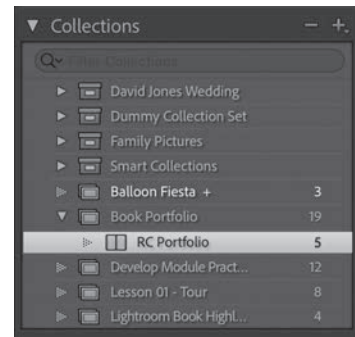 Collections
Filter Collections
David Jones Wedding
Dummy Collection Set
Family Pictures
Smart Collections
Balloon Fiesta + 3
Book Portfolio 19
RC Portfolio 5
Develop Module Pract... 12
Lesson 01 - Tour 8
Lightroom Book Highl... 4